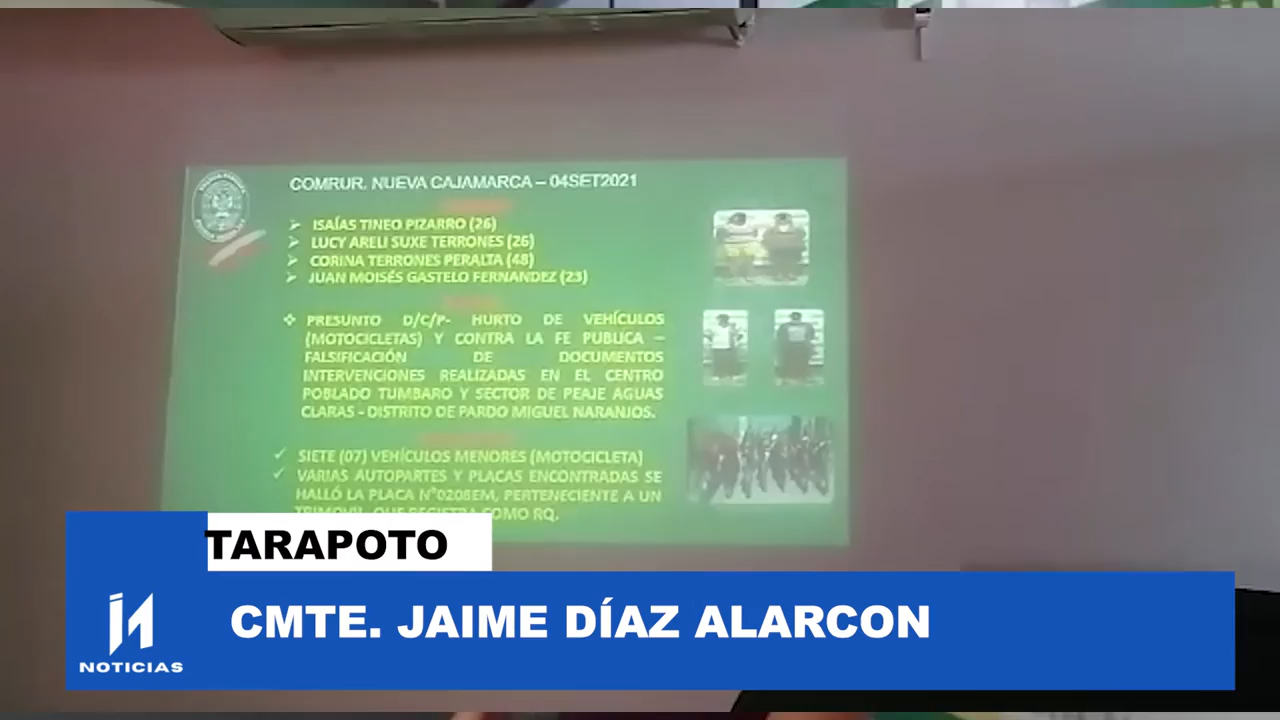 COMRUR. NUEVA CAJAMARCA – 04SET2021
➢ ISAÍAS TINEO PIZARRO (26)
➢ LUCY ARELI SUXE TERRONES (26)
➢ CORINA TERRONES PERALTA (48)
➢ JUAN MOISÉS GASTELO FERNANDEZ (23)
❖ PRESUNTO D/C/P- HURTO DE VEHÍCULOS
(MOTOCICLETAS) Y CONTRA LA FE PUBLICA –
FALSIFICACIÓN DE DOCUMENTOS
INTERVENCIONES REALIZADAS EN EL CENTRO
POBLADO TUMBARO Y SECTOR DE PEAJE AGUAS
CLARAS - DISTRITO DE PARDO MIGUEL NARANJOS.
✓ SIETE (07) VEHÍCULOS MENORES (MOTOCICLETA)
✓ VARIAS AUTOPARTES Y PLACAS ENCONTRADAS SE
HALLÓ LA PLACA N°0208EM, PERTENECIENTE A UN
COMO RQ.
TARAPOTO
CMTE. JAIME DÍAZ ALARCON
NOTICIAS